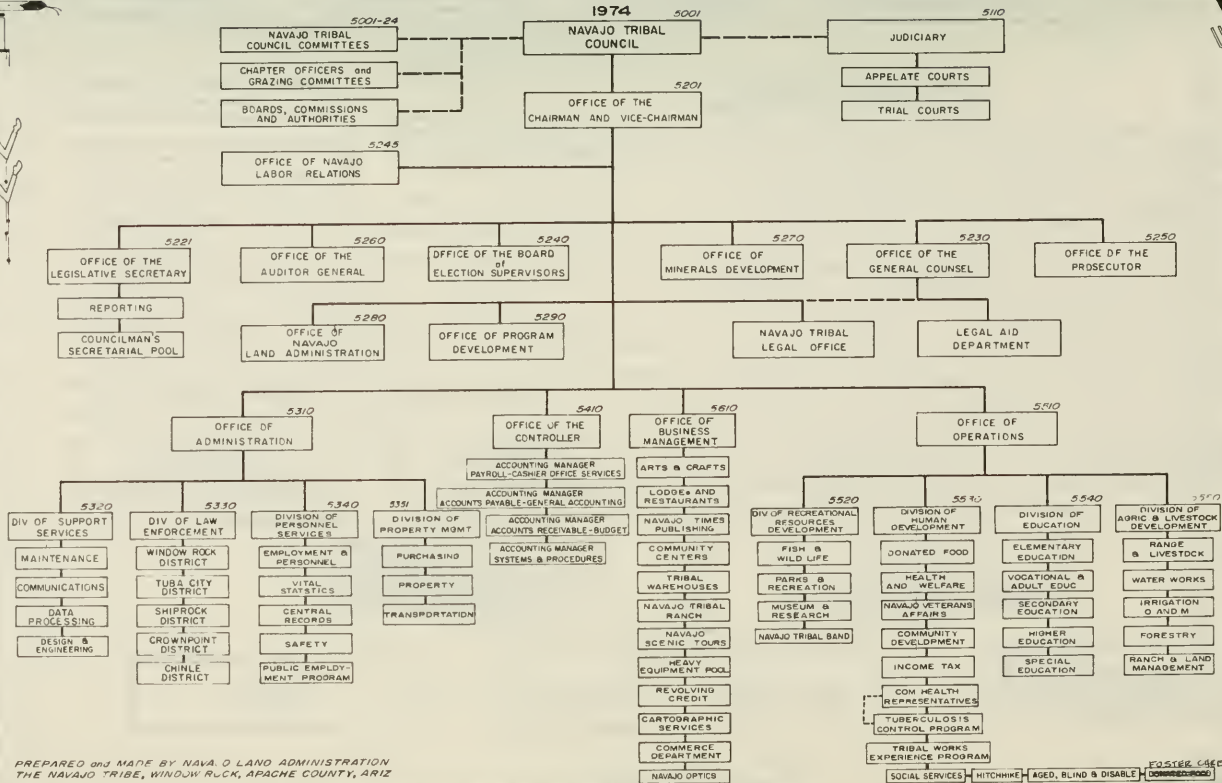 1974
5001-24
NAVAJO TRIBAL
COUNCIL COMMITTEES
5001
NAVAJO TRIBAL
COUNCIL
5110
JUDICIARY
CHAPTER OFFICERS and
GRAZING COMMITTEES
APPELATE COURTS
BOARDS, COMMISSIONS
AND AUTHORITIES
5201
OFFICE OF THE
CHAIRMAN AND VICE-CHAIRMAN
TRIAL COURTS
5245
OFFICE OF NAVAJO
LABOR RELATIONS
5221
OFFICE OF THE
LEGISLATIVE SECRETARY
5260
OFFICE OF THE
AUDITOR GENERAL
5240
OFFICE OF THE BOARD
of
ELECTION SUPERVISORS
5270
OFFICE OF
MINERALS DEVELOPMENT
5230
OFFICE OF THE
GENERAL COUNSEL
5250
OFFICE OF THE
PROSECUTOR
REPORTING
COUNCILMAN'S
SECRETARIAL POOL
5280
OFFICE OF
NAVAJO
LAND ADMINISTRATION
5290
OFFICE OF PROGRAM
DEVELOPMENT
NAVAJO TRIBAL
LEGAL OFFICE
LEGAL AID
DEPARTMENT
5310
OFFICE OF
ADMINISTRATION
5410
OFFICE OF THE
CONTROLLER
5610
OFFICE OF
BUSINESS
MANAGEMENT
5510
OFFICE OF
OPERATIONS
5320
DIV OF SUPPORT
SERVICES
MAINTENANCE
COMMUNICATIONS
DATA
PROCESSING
DESIGN &
ENGINEERING
5330
DIV OF LAW
ENFORCEMENT
WINDOW ROCK
DISTRICT
TUBA CITY
DISTRICT
SHIPROCK
DISTRICT
CROWNPOINT
DISTRICT
CHINLE
DISTRICT
5340
DIVISION OF
PERSONNEL
SERVICES
EMPLOYMENT &
PERSONNEL
VITAL
STATISTICS
CENTRAL
RECORDS
SAFETY
PUBLIC EMPLOY-
MENT PROGRAM
5351
DIVISION OF
PROPERTY MGMT
PURCHASING
PROPERTY
TRANSPORTATION
ACCOUNTING MANAGER
PAYROLL-CASHIER OFFICE SERVICES
ACCOUNTING MANAGER
ACCOUNTS PAYABLE-GENERAL ACCOUNTING
ACCOUNTING MANAGER
ACCOUNTS RECEIVABLE-BUDGET
ACCOUNTING MANAGER
SYSTEMS & PROCEDURES
ARTS & CRAFTS
LODGES AND
RESTAURANTS
NAVAJO TIMES
PUBLISHING
COMMUNITY
CENTERS
TRIBAL
WAREHOUSES
NAVAJO TRIBAL
RANCH
NAVAJO
SCENIC TOURS
HEAVY
EQUIPMENT POOL
REVOLVING
CREDIT
CARTOGRAPHIC
SERVICES
COMMERCE
DEPARTMENT
NAVAJO OPTICS
5520
DIV OF RECREATIONAL
RESOURCES
DEVELOPMENT
FISH &
WILD LIFE
PARKS &
RECREATION
MUSEUM &
RESEARCH
NAVAJO TRIBAL BAND
5530
DIVISION OF
HUMAN
DEVELOPMENT
DONATED FOOD
HEALTH
AND WELFARE
NAVAJO VETERANS
AFFAIRS
COMMUNITY
DEVELOPMENT
INCOME TAX
COM HEALTH
REPRESENTATIVES
TUBERCULOSIS
CONTROL PROGRAM
TRIBAL WORKS
EXPERIENCE PROGRAM
SOCIAL SERVICES
HITCHHIKE
AGED, BLIND & DISABLE
FOSTER CARE
5540
DIVISION OF
EDUCATION
ELEMENTARY
EDUCATION
VOCATIONAL &
ADULT EDUC
SECONDARY
EDUCATION
HIGHER
EDUCATION
SPECIAL
EDUCATION
5550
DIVISION OF
AGRIC & LIVESTOCK
DEVELOPMENT
RANGE
& LIVESTOCK
WATER WORKS
IRRIGATION
O AND M
FORESTRY
RANCH & LAND
MANAGEMENT
PREPARED and MADE BY NAVAJO LAND ADMINISTRATION
THE NAVAJO TRIBE, WINDOW ROCK, APACHE COUNTY, ARIZ